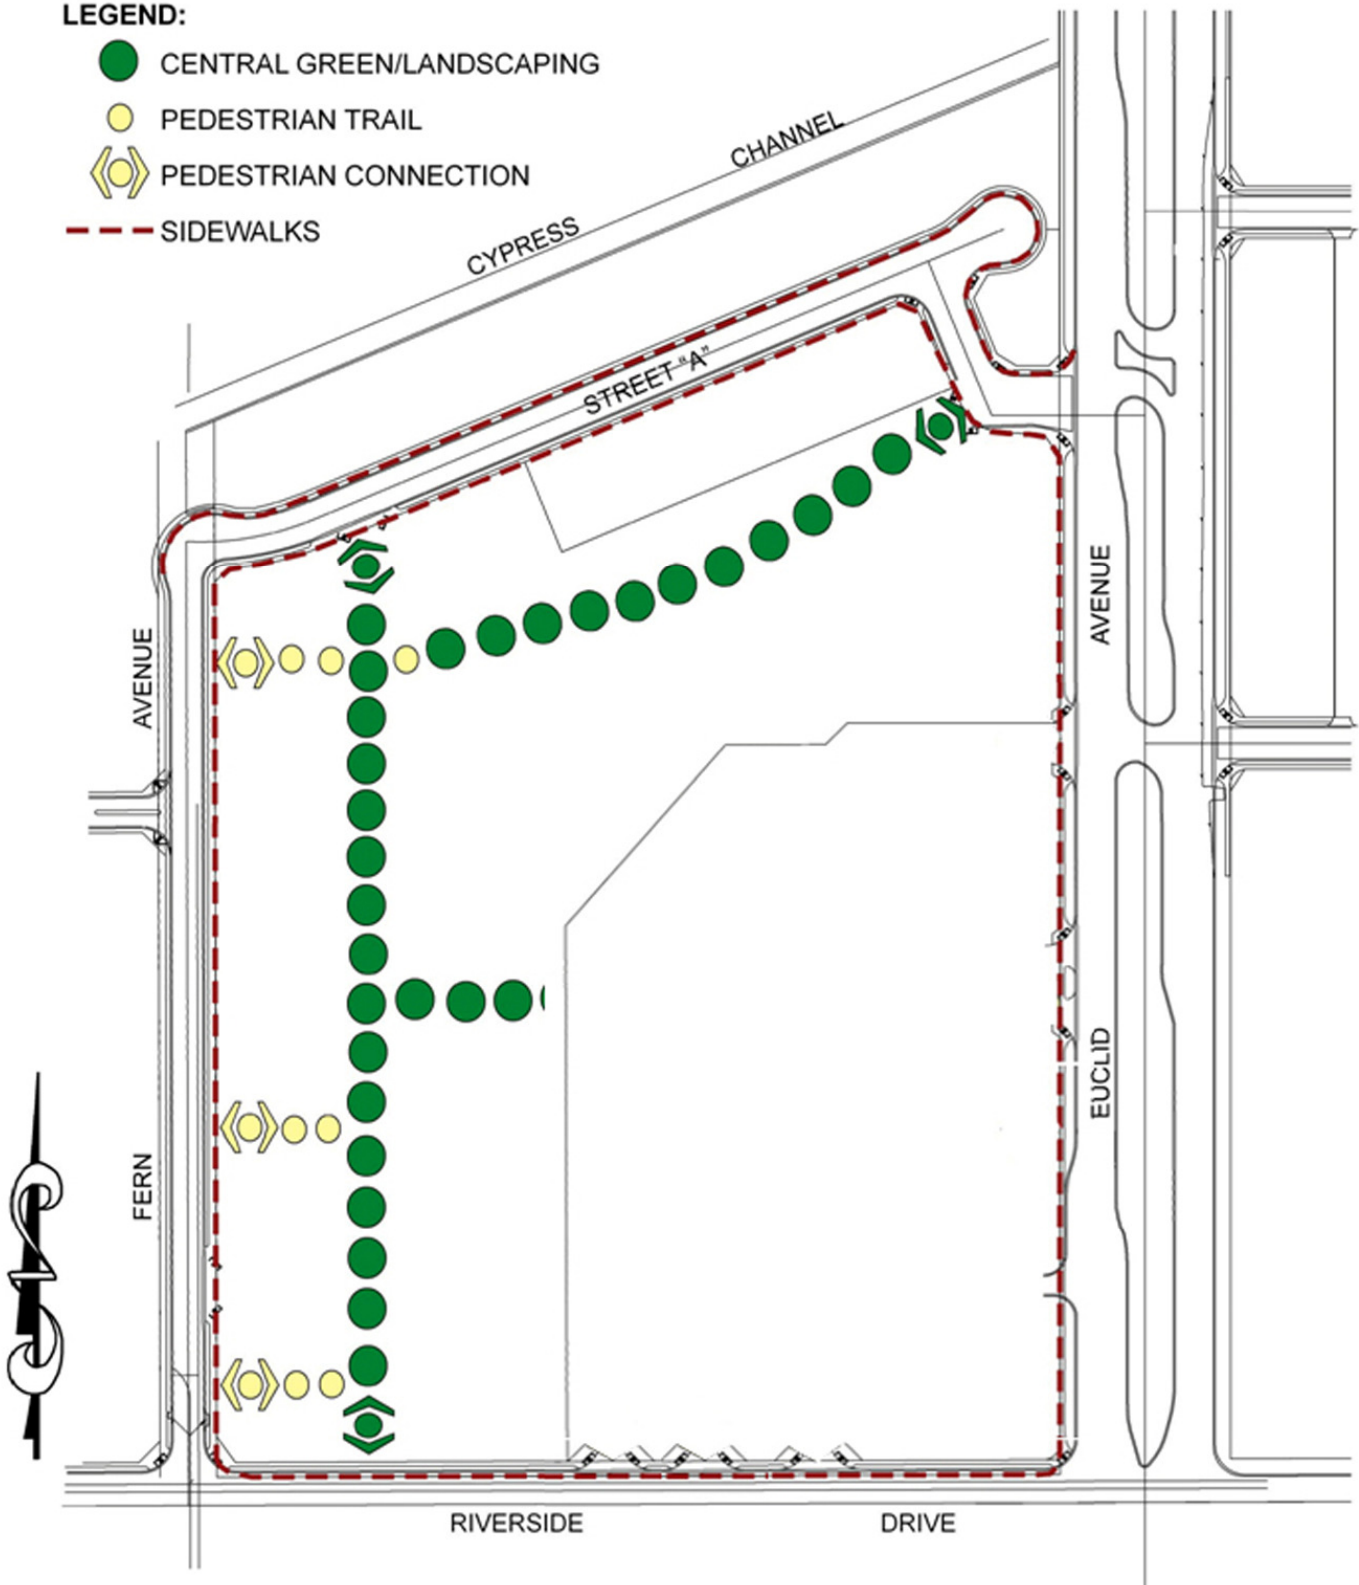 LEGEND:
CENTRAL GREEN/LANDSCAPING
PEDESTRIAN TRAIL
PEDESTRIAN CONNECTION
SIDEWALKS
CYPRESS CHANNEL
STREET "A"
FERN AVENUE
EUCLID AVENUE
RIVERSIDE DRIVE